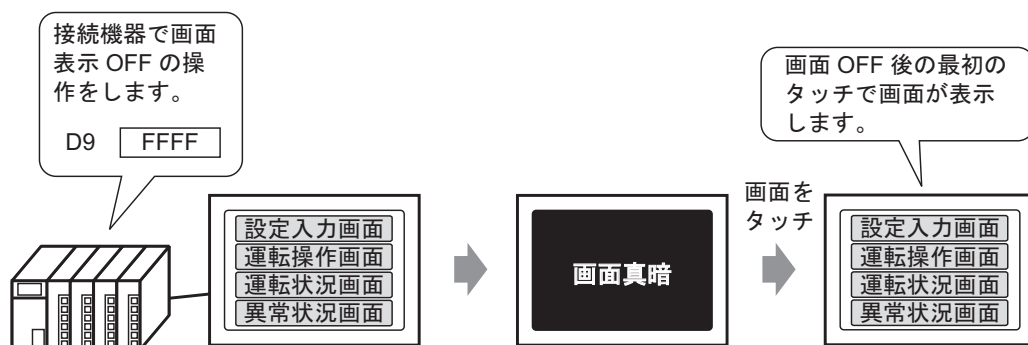 接続機器で画面
表示 OFF の操
作をします。
D9 FFFF
画面 OFF 後の最初の
タッチで画面が表示
します。
設定入力画面
運転操作画面
運転状況画面
異常状況画面
画面真暗
画面を
タッチ
設定入力画面
運転操作画面
運転状況画面
異常状況画面